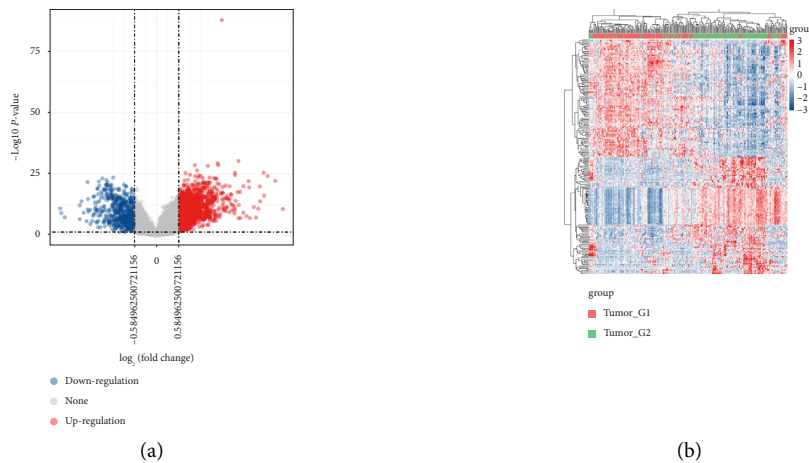 75
50
25
0
−Log10 P-value
−0.584962500721156
0
0.584962500721156
log2 (fold change)
Down-regulation
None
Up-regulation
(a)
grou
3
2
1
0
−1
−2
−3
group
Tumor_G1
Tumor_G2
(b)